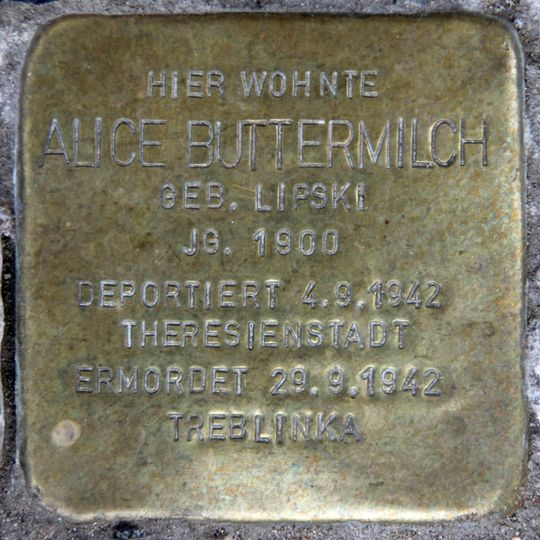 HIER WOHNTE
ALICE BUTTERMILCH
GEB. LIPSKI
JG. 1900
DEPORTIERT 4.9.1942
THERESIENSTADT
ERMORDET 29.9.1942
TREBLINKA